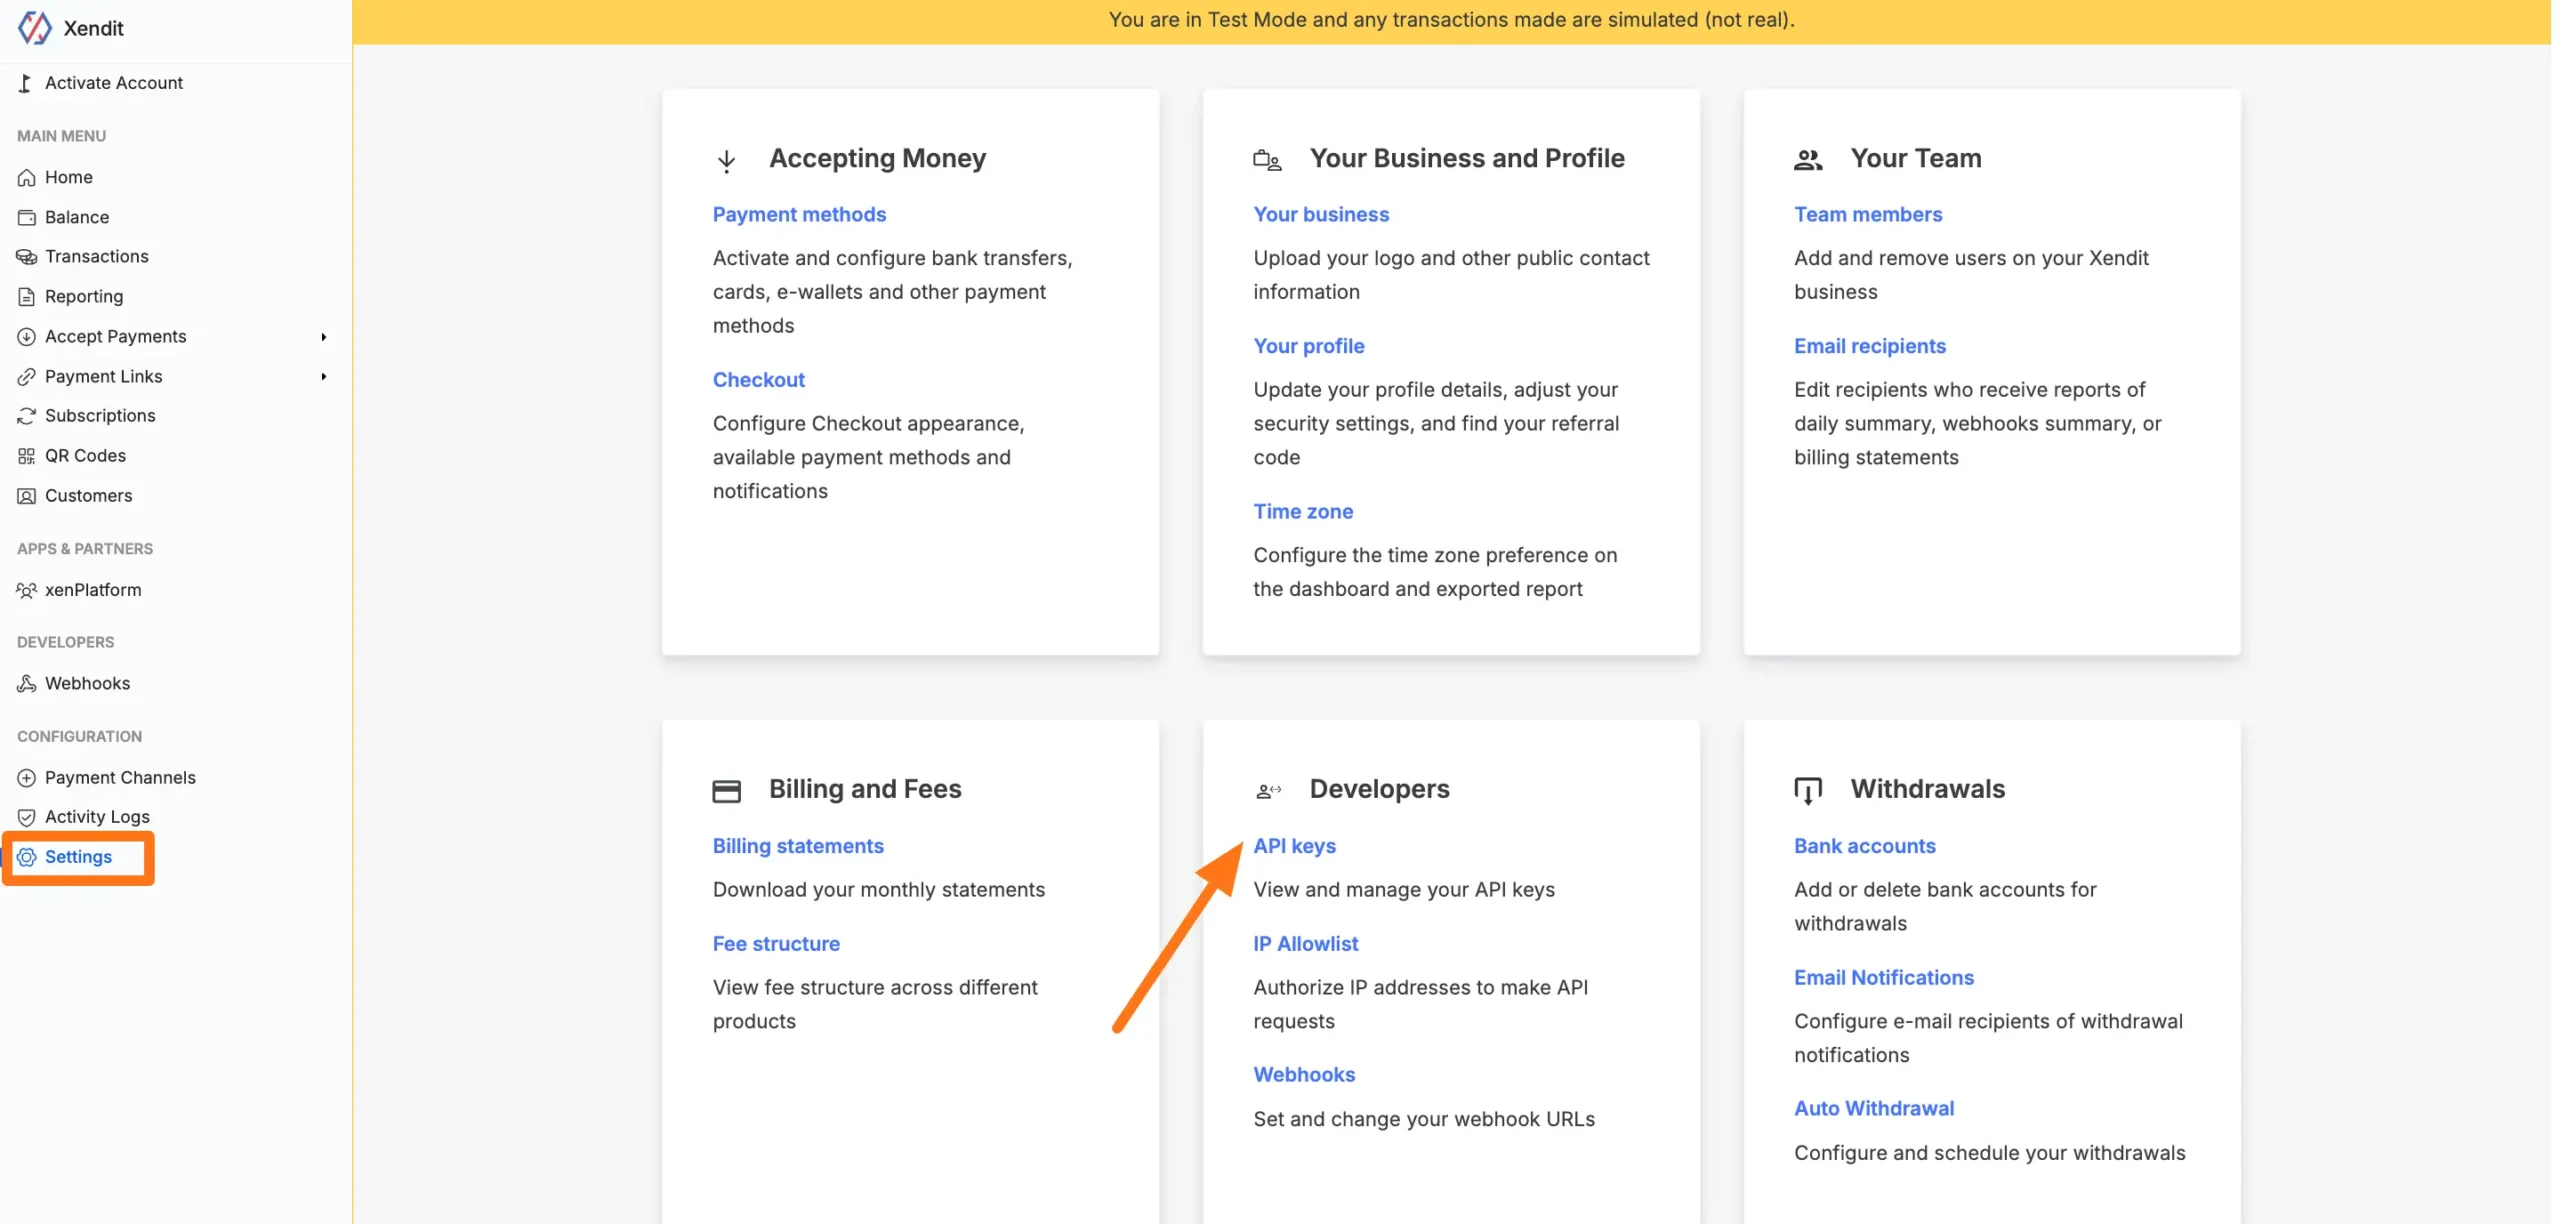 Xendit
Activate Account
MAIN MENU
Home
Balance
Transactions
Reporting
Accept Payments
Payment Links
Subscriptions
QR Codes
Customers
APPS & PARTNERS
xenPlatform
DEVELOPERS
Webhooks
CONFIGURATION
Payment Channels
Activity Logs
Settings
You are in Test Mode and any transactions made are simulated (not real).
Accepting Money
Payment methods
Activate and configure bank transfers,
cards, e-wallets and other payment
methods
Checkout
Configure Checkout appearance,
available payment methods and
notifications
Your Business and Profile
Your business
Upload your logo and other public contact
information
Your profile
Update your profile details, adjust your
security settings, and find your referral
code
Time zone
Configure the time zone preference on
the dashboard and exported report
Your Team
Team members
Add and remove users on your Xendit
business
Email recipients
Edit recipients who receive reports of
daily summary, webhooks summary, or
billing statements
Billing and Fees
Billing statements
Download your monthly statements
Fee structure
View fee structure across different
products
Developers
API keys
View and manage your API keys
IP Allowlist
Authorize IP addresses to make API
requests
Webhooks
Set and change your webhook URLs
Withdrawals
Bank accounts
Add or delete bank accounts for
withdrawals
Email Notifications
Configure e-mail recipients of withdrawal
notifications
Auto Withdrawal
Configure and schedule your withdrawals